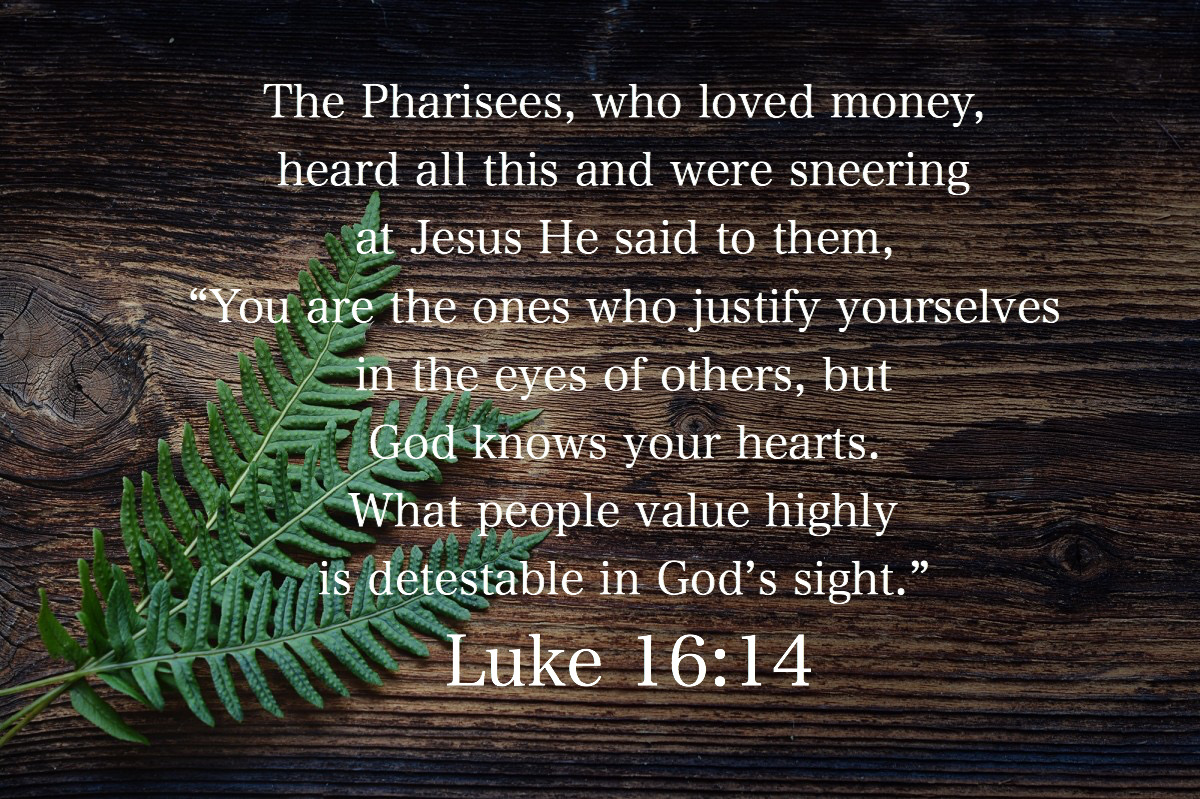 The Pharisees, who loved money,
heard all this and were sneering
at Jesus He said to them,
“You are the ones who justify yourselves
in the eyes of others, but
God knows your hearts.
What people value highly
is detestable in God’s sight.”
Luke 16:14